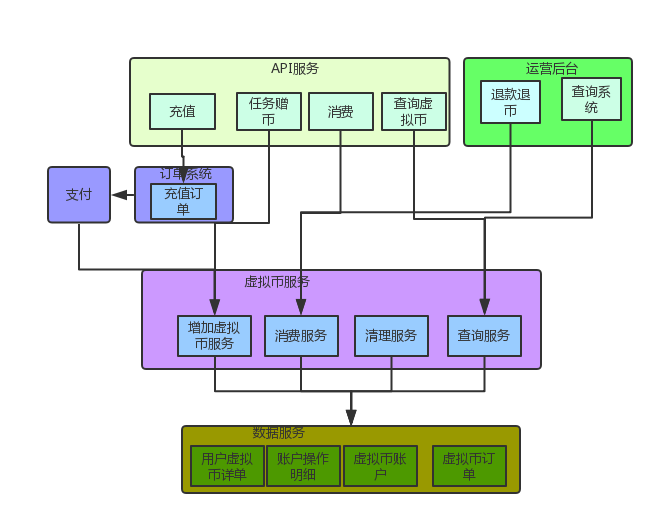 API服务
运营后台
充值
任务赠
币
消费
查询虚
拟币
退款退
币
查询系
统
支付
订单系统
充值订
单
虚拟币服务
增加虚拟
币服务
消费服务
清理服务
查询服务
数据服务
用户虚拟
币详单
账户操作
明细
虚拟币账
户
虚拟币订
单